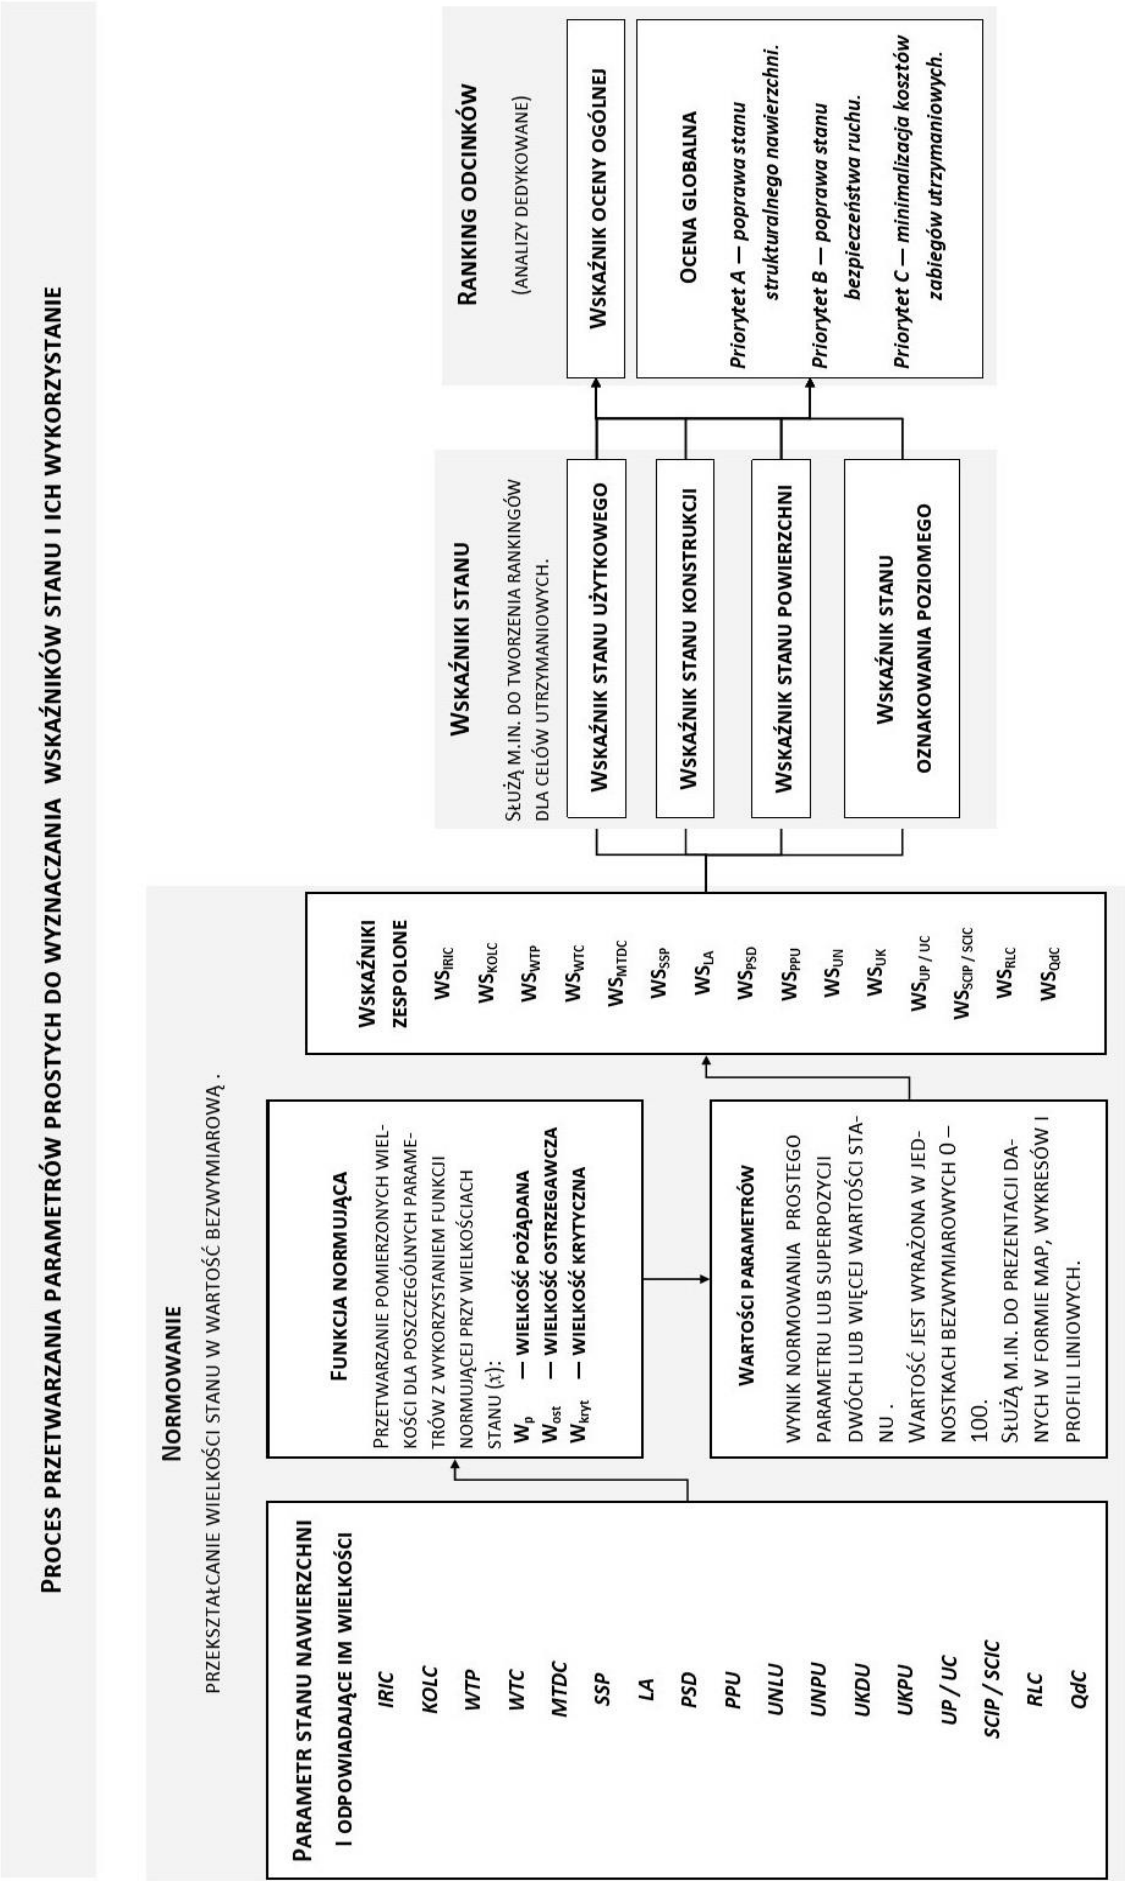 PROCES PRZETWARZANIA PARAMETRÓW PROSTYCH DO WYZNACZANIA WSKAŹNIKÓW STANU I ICH WYKORZYSTANIE
NORMOWANIE
PRZEKSZTAŁCANIE WIELKOŚCI STANU W WARTOŚĆ BEZWYMIAROWĄ .
PARAMETR STANU NAWIERZCHNI
I ODPOWIADAJĄCE IM WIELKOŚCI
IRIC
KOLC
WTP
WTC
MTDC
SSP
LA
PSD
PPU
UNLU
UNPU
UKDU
UKPU
UP / UC
SCIP / SCIC
RLC
QdC
FUNKCJA NORMUJĄCA
PRZETWARZANIE POMIERZONYCH WIEL-
KOŚCI DLA POSZCZEGÓLNYCH PARAME-
TRÓW Z WYKORZYSTANIEM FUNKCJI
NORMUJĄCEJ PRZY WIELKOŚCIACH
STANU (x):
Wp — WIELKOŚĆ POŻĄDANA
Wost — WIELKOŚĆ OSTRZEGAWCZA
Wkryt — WIELKOŚĆ KRYTYCZNA
WARTOŚCI PARAMETRÓW
WYNIK NORMOWANIA PROSTEGO
PARAMETRU LUB SUPERPOZYCJI
DWÓCH LUB WIĘCEJ WARTOŚCI STA-
NU .
WARTOŚĆ JEST WYRAŻONA W JED-
NOSTKACH BEZWYMIAROWYCH 0 –
100.
SŁUŻĄ M.IN. DO PREZENTACJI DA-
NYCH W FORMIE MAP, WYKRESÓW I
PROFILI LINIOWYCH.
WSKAŹNIKI
ZESPOLONE
WSIRIC
WSKOLC
WSWTP
WSWTC
WSMTDC
WSSSP
WSLA
WSPSD
WSPPU
WSUN
WSUK
WSUP / UC
WSSCIP / SCIC
WSRLC
WSQdC
WSKAŹNIKI STANU
SŁUŻĄ M.IN. DO TWORZENIA RANKINGÓW
DLA CELÓW UTRZYMANIOWYCH.
WSKAŹNIK STANU UŻYTKOWEGO
WSKAŹNIK STANU KONSTRUKCJI
WSKAŹNIK STANU POWIERZCHNI
WSKAŹNIK STANU
OZNAKOWANIA POZIOMEGO
RANKING ODCINKÓW
(ANALIZY DEDYKOWANE)
WSKAŹNIK OCENY OGÓLNEJ
OCENA GLOBALNA
Priorytet A — poprawa stanu
strukturalnego nawierzchni.
Priorytet B — poprawa stanu
bezpieczeństwa ruchu.
Priorytet C — minimalizacja kosztów
zabiegów utrzymaniowych.